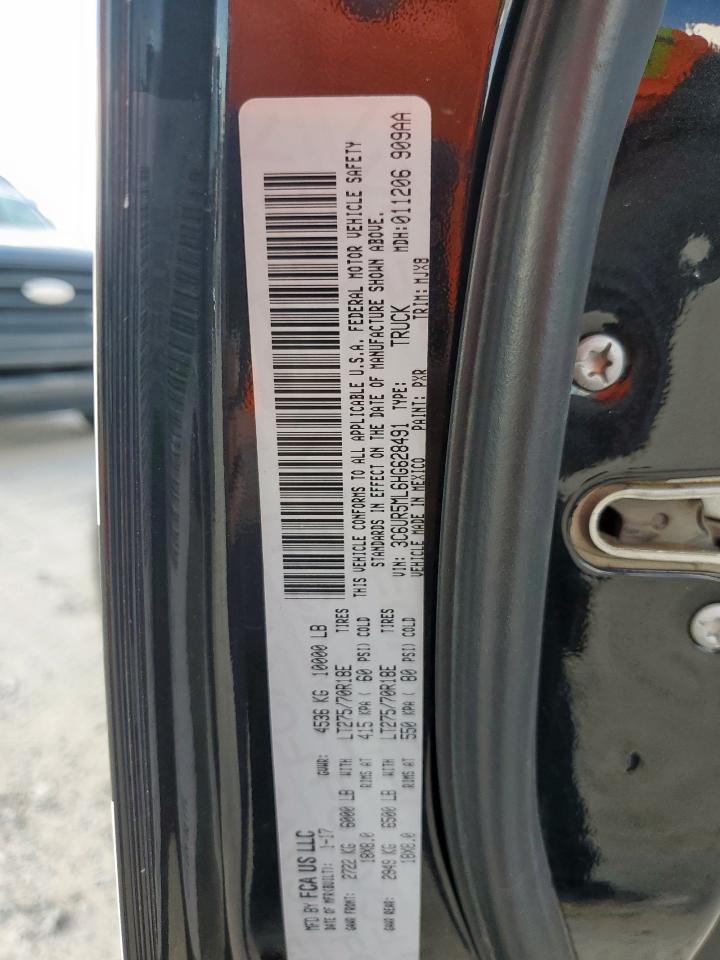 MFD BY FCA US LLC
DATE OF MFR(BUILT): 1-17 GVWR: 4536 KG 10000 LB
GAWR FRONT: 2722 KG 6000 LB WITH LT275/70R18E TIRES
18X8.0 RIMS AT 415 KPA ( 60 PSI) COLD
GAWR REAR: 2949 KG 6500 LB WITH LT275/70R18E TIRES
18X8.0 RIMS AT 550 KPA ( 80 PSI) COLD
THIS VEHICLE CONFORMS TO ALL APPLICABLE U.S.A. FEDERAL MOTOR VEHICLE SAFETY
STANDARDS IN EFFECT ON THE DATE OF MANUFACTURE SHOWN ABOVE.
VIN: 3C6UR5ML6HG628491 TYPE: TRUCK MDH:011206 909AA
VEHICLE MADE IN MEXICO PAINT: PXR TRIM: MJX8